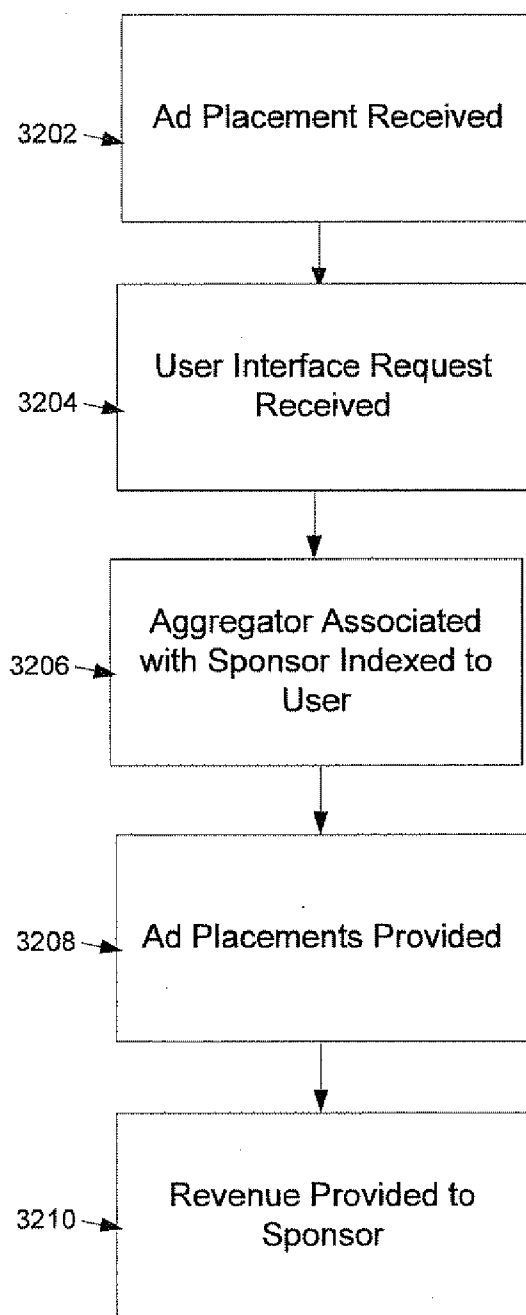 3202
Ad Placement Received
3204
User Interface Request
Received
3206
Aggregator Associated
with Sponsor Indexed to
User
3208
Ad Placements Provided
3210
Revenue Provided to
Sponsor